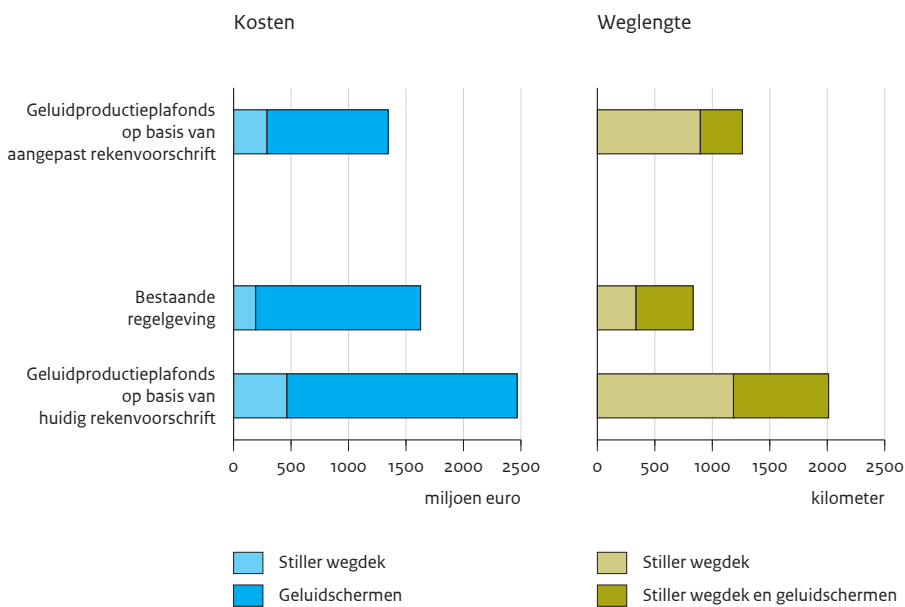 Kosten
Weglengte
Geluidproductieplafonds
op basis van
aangepast rekenvoorschrift
Bestaande
regelgeving
Geluidproductieplafonds
op basis van
huidig rekenvoorschrift
0 500 1000 1500 2000 2500
miljoen euro
0 500 1000 1500 2000 2500
kilometer
Stiller wegdek
Geluidschermen
Stiller wegdek
Stiller wegdek en geluidschermen